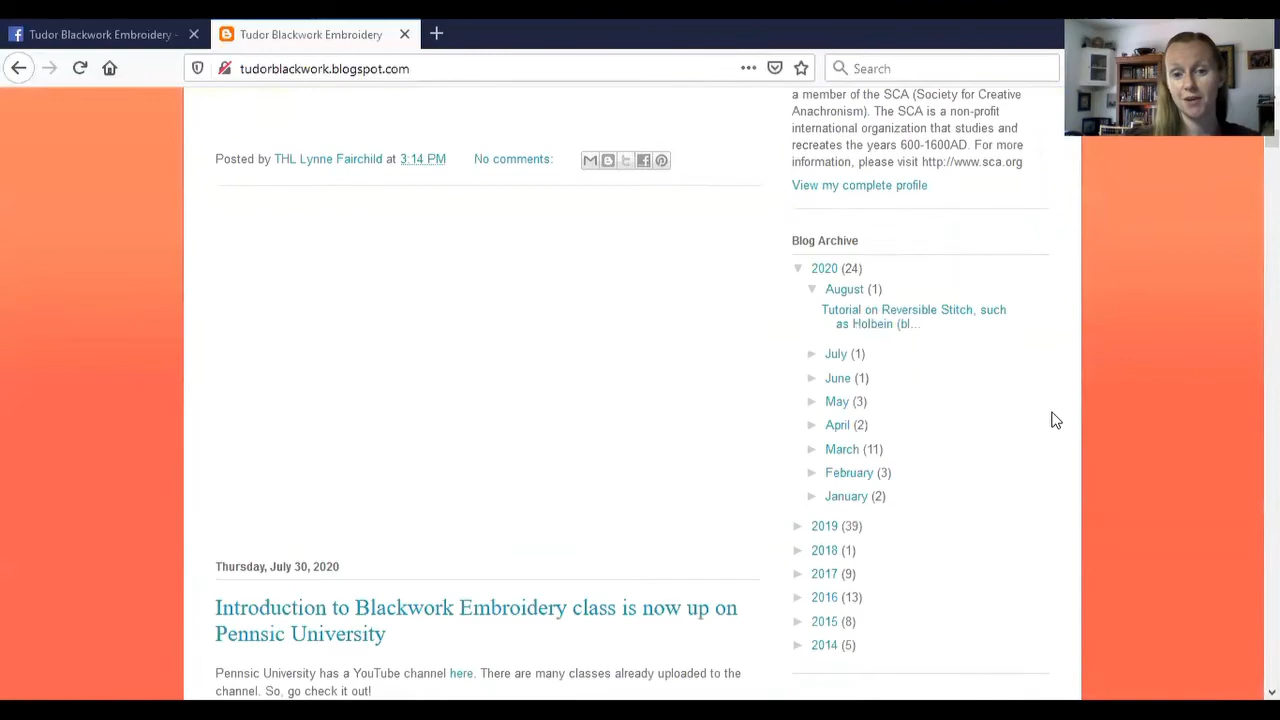 Tudor Blackwork Embroidery -
Tudor Blackwork Embroidery
tudorblackwork.blogspot.com
Search
a member of the SCA (Society for Creative
Anachronism). The SCA is a non-profit
international organization that studies and
recreates the years 600-1600AD. For more
information, please visit http://www.sca.org
View my complete profile
Posted by THL Lynne Fairchild at 3:14 PM No comments:
Blog Archive
2020 (24)
August (1)
Tutorial on Reversible Stitch, such
as Holbein (bl...
July (1)
June (1)
May (3)
April (2)
March (11)
February (3)
January (2)
2019 (39)
2018 (1)
2017 (9)
2016 (13)
2015 (8)
2014 (5)
Thursday, July 30, 2020
Introduction to Blackwork Embroidery class is now up on
Pennsic University
Pennsic University has a YouTube channel here. There are many classes already uploaded to the
channel. So, go check it out!